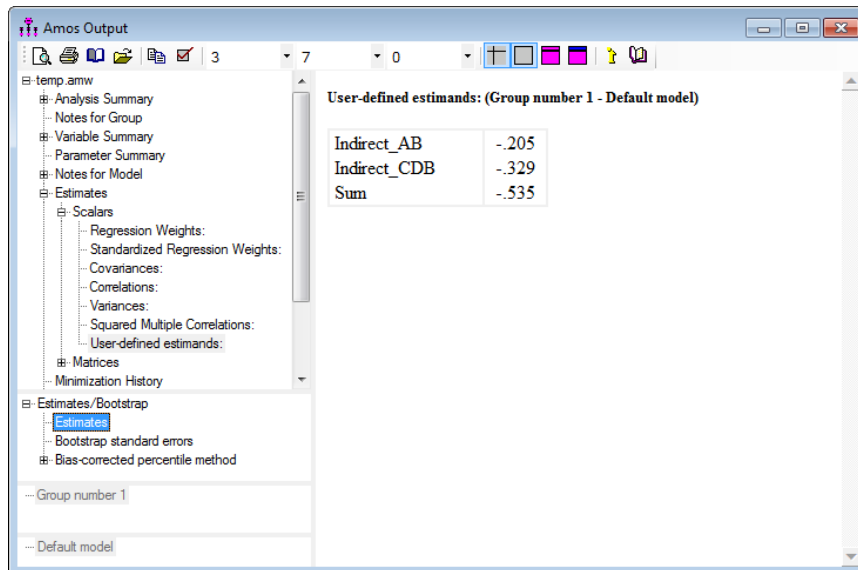 Amos Output
3 7 0
temp.amw
Analysis Summary
Notes for Group
Variable Summary
Parameter Summary
Notes for Model
Estimates
Scalars
Regression Weights:
Standardized Regression Weights:
Covariances:
Correlations:
Variances:
Squared Multiple Correlations:
User-defined estimands:
Matrices
Minimization History
Estimates/Bootstrap
Estimates
Bootstrap standard errors
Bias-corrected percentile method
Group number 1
Default model
User-defined estimands: (Group number 1 - Default model)
Indirect_AB -.205
Indirect_CDB -.329
Sum -.535